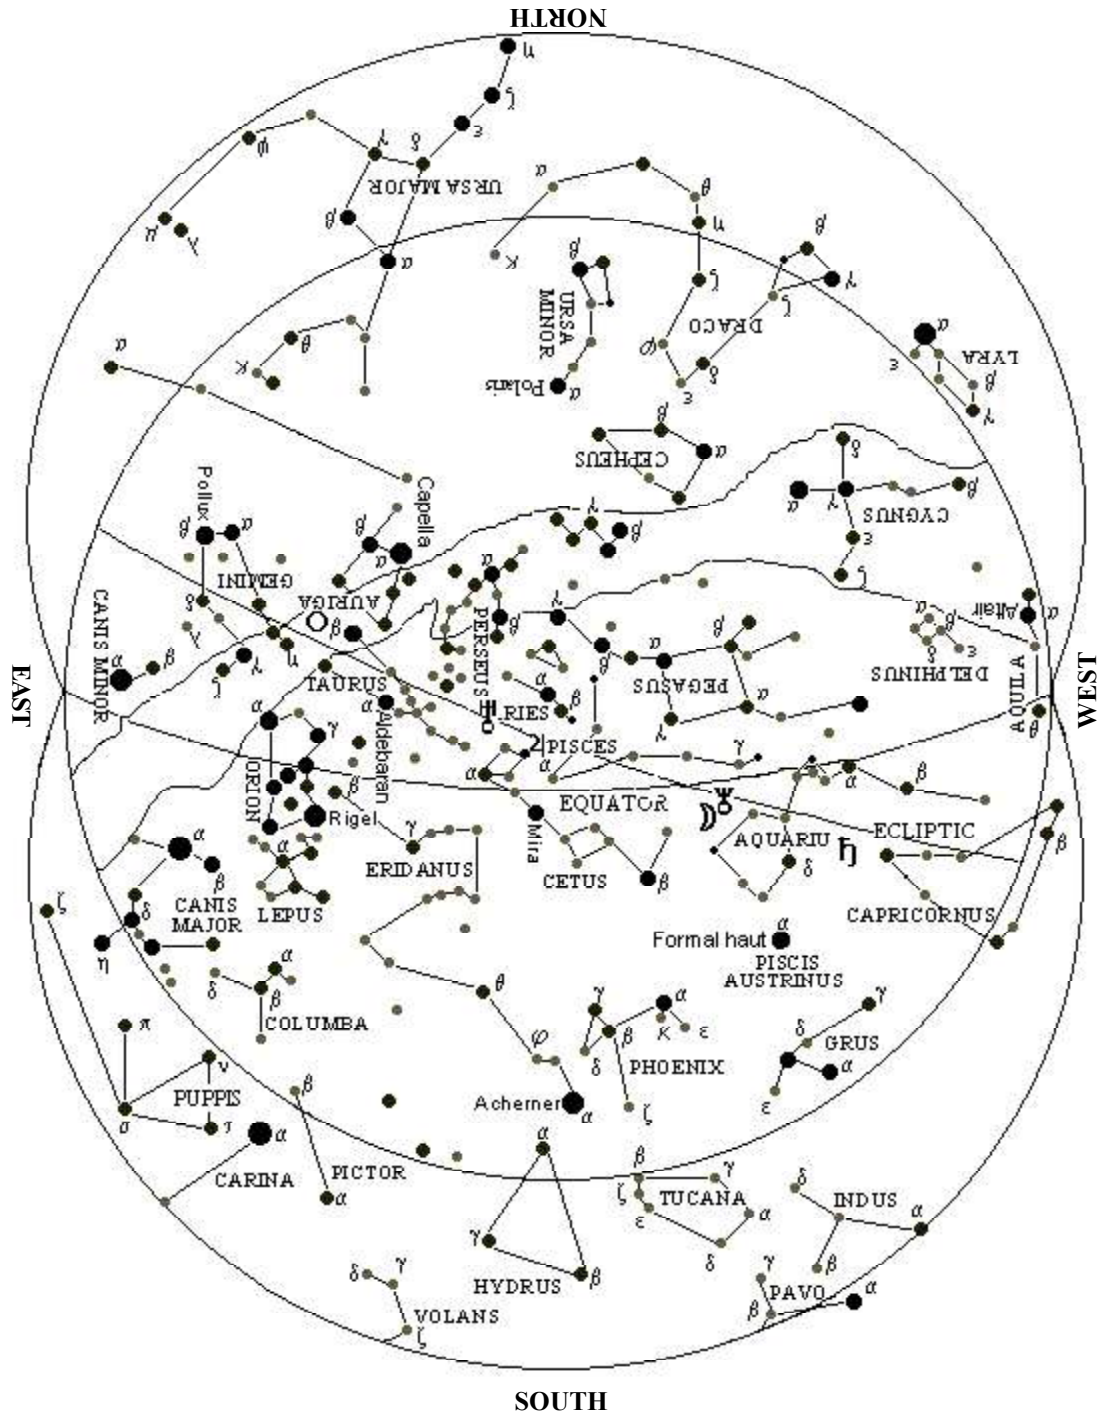 NORTH
η
ζ
ε
ψ
γ
δ
URSA MAJOR
α
θ
β
η
μ
λ
κ
β
β
α
γ
ζ
URSA
MINOR
ζ
DRACO
α
θ
φ
α
LYRA
ε
δ
β
κ
Polaris
α
ε
γ
β
CEPHEUS
α
δ
Pollux
Capella
β
α
β
γ
β
α
γ
β
CYGNUS
α
α
ε
GEMINI
ζ
δ
AURIGA
CANIS MINOR
β
PERSEUS
β
γ
Altair
α
λ
α
β
β
α
β
δ
ε
DELPHINUS
γ
η
ζ
TAURUS
PEGASUS
AQUILA
EAST
WEST
α
γ
α
Aldebaran
RIES
β
α
θ
γ
PISCES
γ
ORION
α
α
α
β
β
EQUATOR
Rigel
Mira
AQUARIU
ECLIPTIC
α
γ
β
ERIDANUS
CETUS
β
δ
β
CANIS
MAJOR
LEPUS
CAPRICORNUS
ζ
δ
α
Formal haut
η
PISCIS
AUSTRINUS
α
δ
β
θ
γ
α
γ
COLUMBA
κ
ε
δ
GRUS
π
φ
β
PHOENIX
α
ν
δ
PUPPIS
β
Acherner
α
ζ
ε
σ
τ
α
α
β
γ
δ
CARINA
PICTOR
ζ
TUCANA
INDUS
α
ε
α
α
γ
δ
δ
γ
β
γ
β
HYDRUS
β
PAVO
α
VOLANS
β
ζ
SOUTH